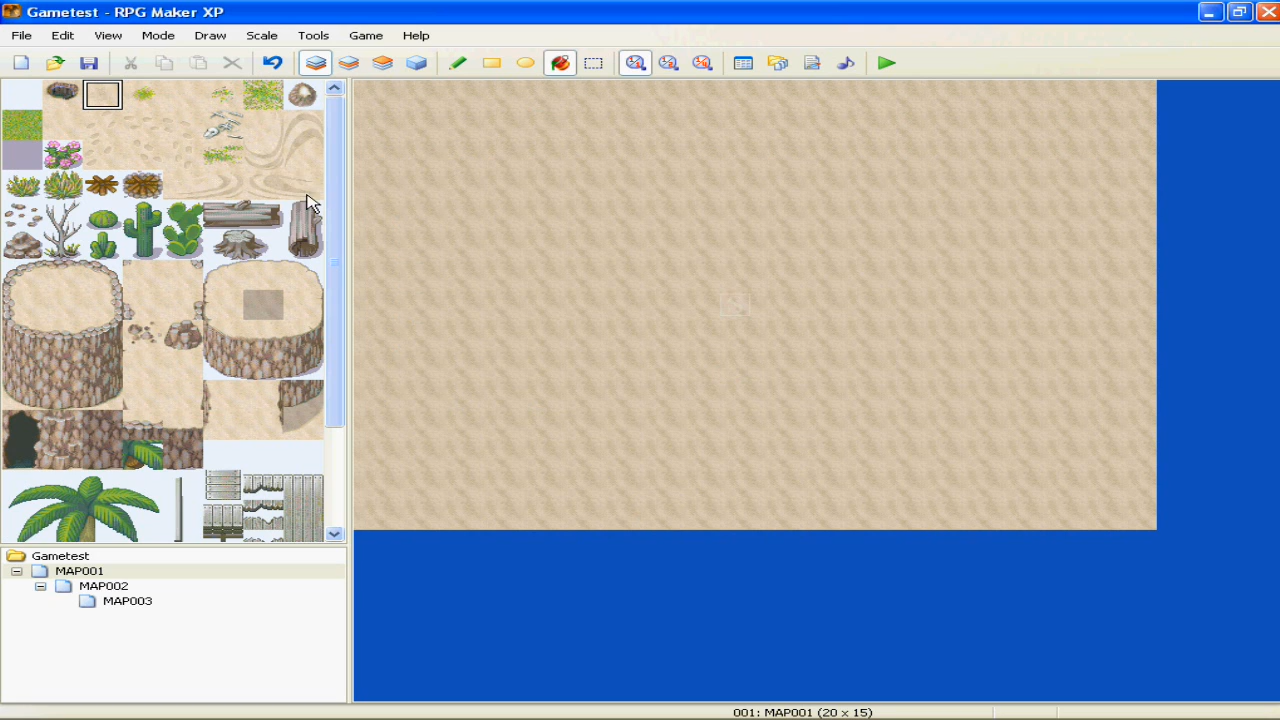 Gametest - RPG Maker XP
File Edit View Mode Draw Scale Tools Game Help
Gametest
MAP001
MAP002
MAP003
001: MAP001 (20 x 15)